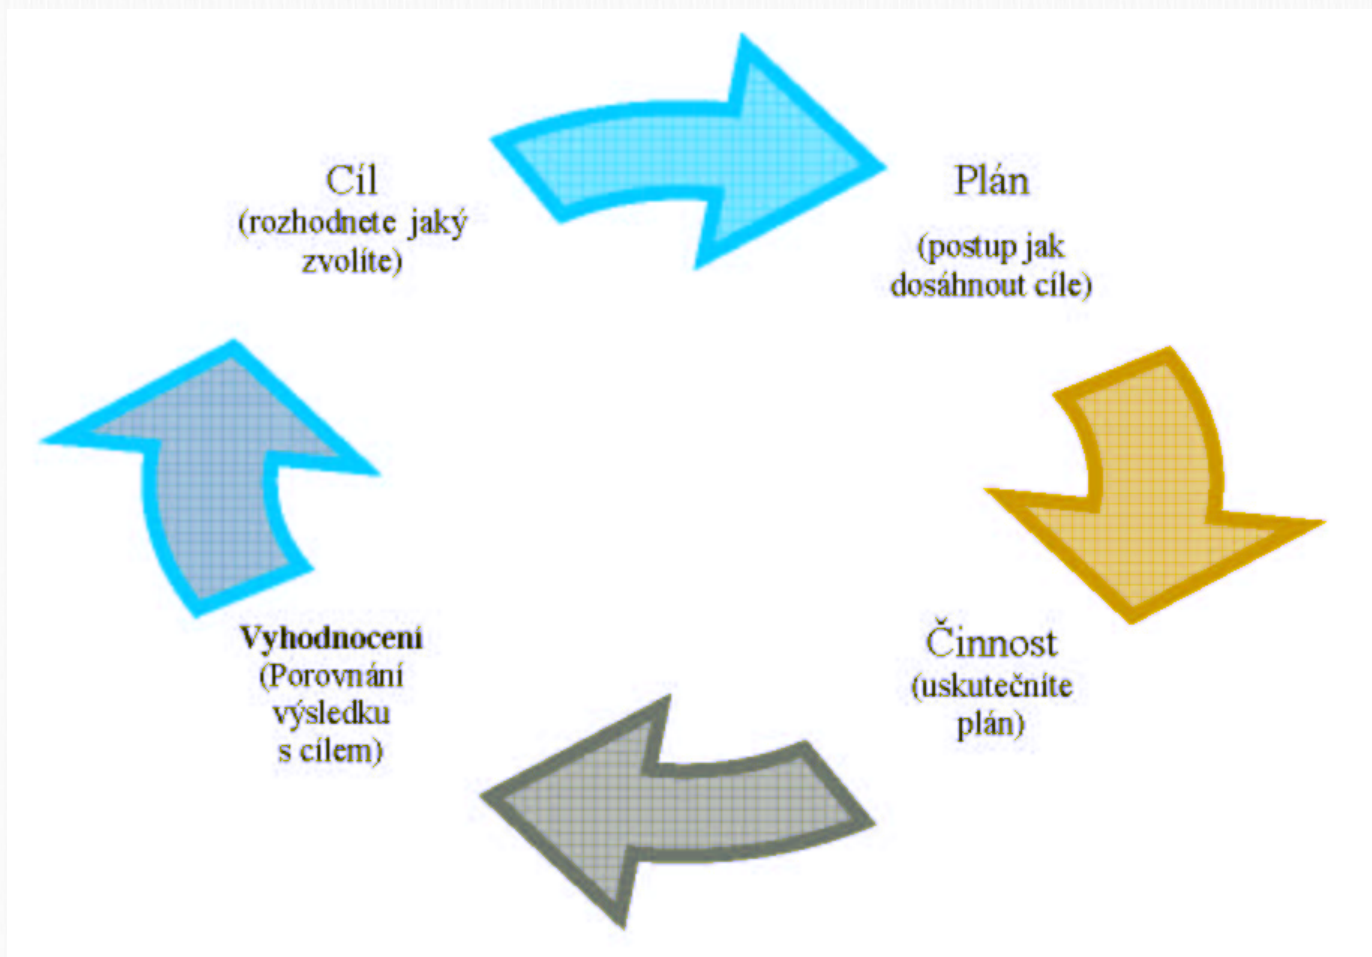 Cíl
(rozhodnete jaký
zvolíte)
Plán
(postup jak
dosáhnout cíle)
Činnost
(uskutečníte
plán)
Vyhodnocení
(Porovnání
výsledku
s cílem)